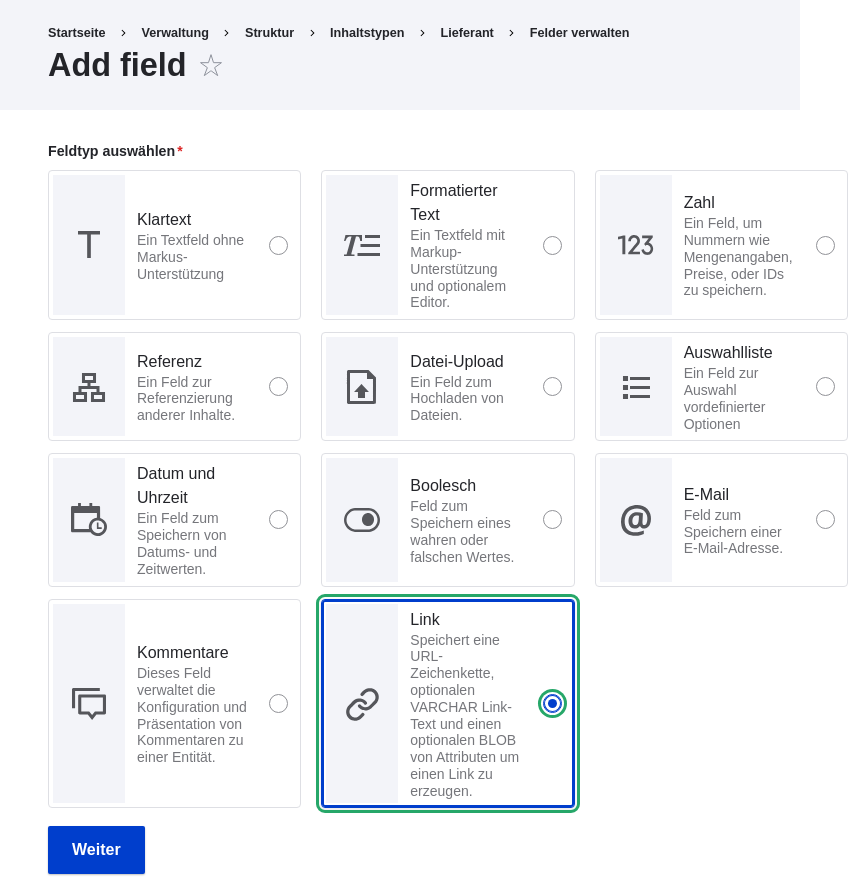 Startseite > Verwaltung > Struktur > Inhaltstypen > Lieferant > Felder verwalten
Add field
Feldtyp auswählen*
Klartext
Ein Textfeld ohne
Markus-
Unterstützung
Formatierter
Text
Ein Textfeld mit
Markup-
Unterstützung
und optionalem
Editor.
123
Zahl
Ein Feld, um
Nummern wie
Mengenangaben,
Preise, oder IDs
zu speichern.
Referenz
Ein Feld zur
Referenzierung
anderer Inhalte.
Datei-Upload
Ein Feld zum
Hochladen von
Dateien.
Auswahlliste
Ein Feld zur
Auswahl
vordefinierter
Optionen
Datum und
Uhrzeit
Ein Feld zum
Speichern von
Datums- und
Zeitwerten.
Boolesch
Feld zum
Speichern eines
wahren oder
falschen Wertes.
@
E-Mail
Feld zum
Speichern einer
E-Mail-Adresse.
Kommentare
Dieses Feld
verwaltet die
Konfiguration und
Präsentation von
Kommentaren zu
einer Entität.
Link
Speichert eine
URL-
Zeichenkette,
optionalen
VARCHAR Link-
Text und einen
optionalen BLOB
von Attributen um
einen Link zu
erzeugen.
Weiter